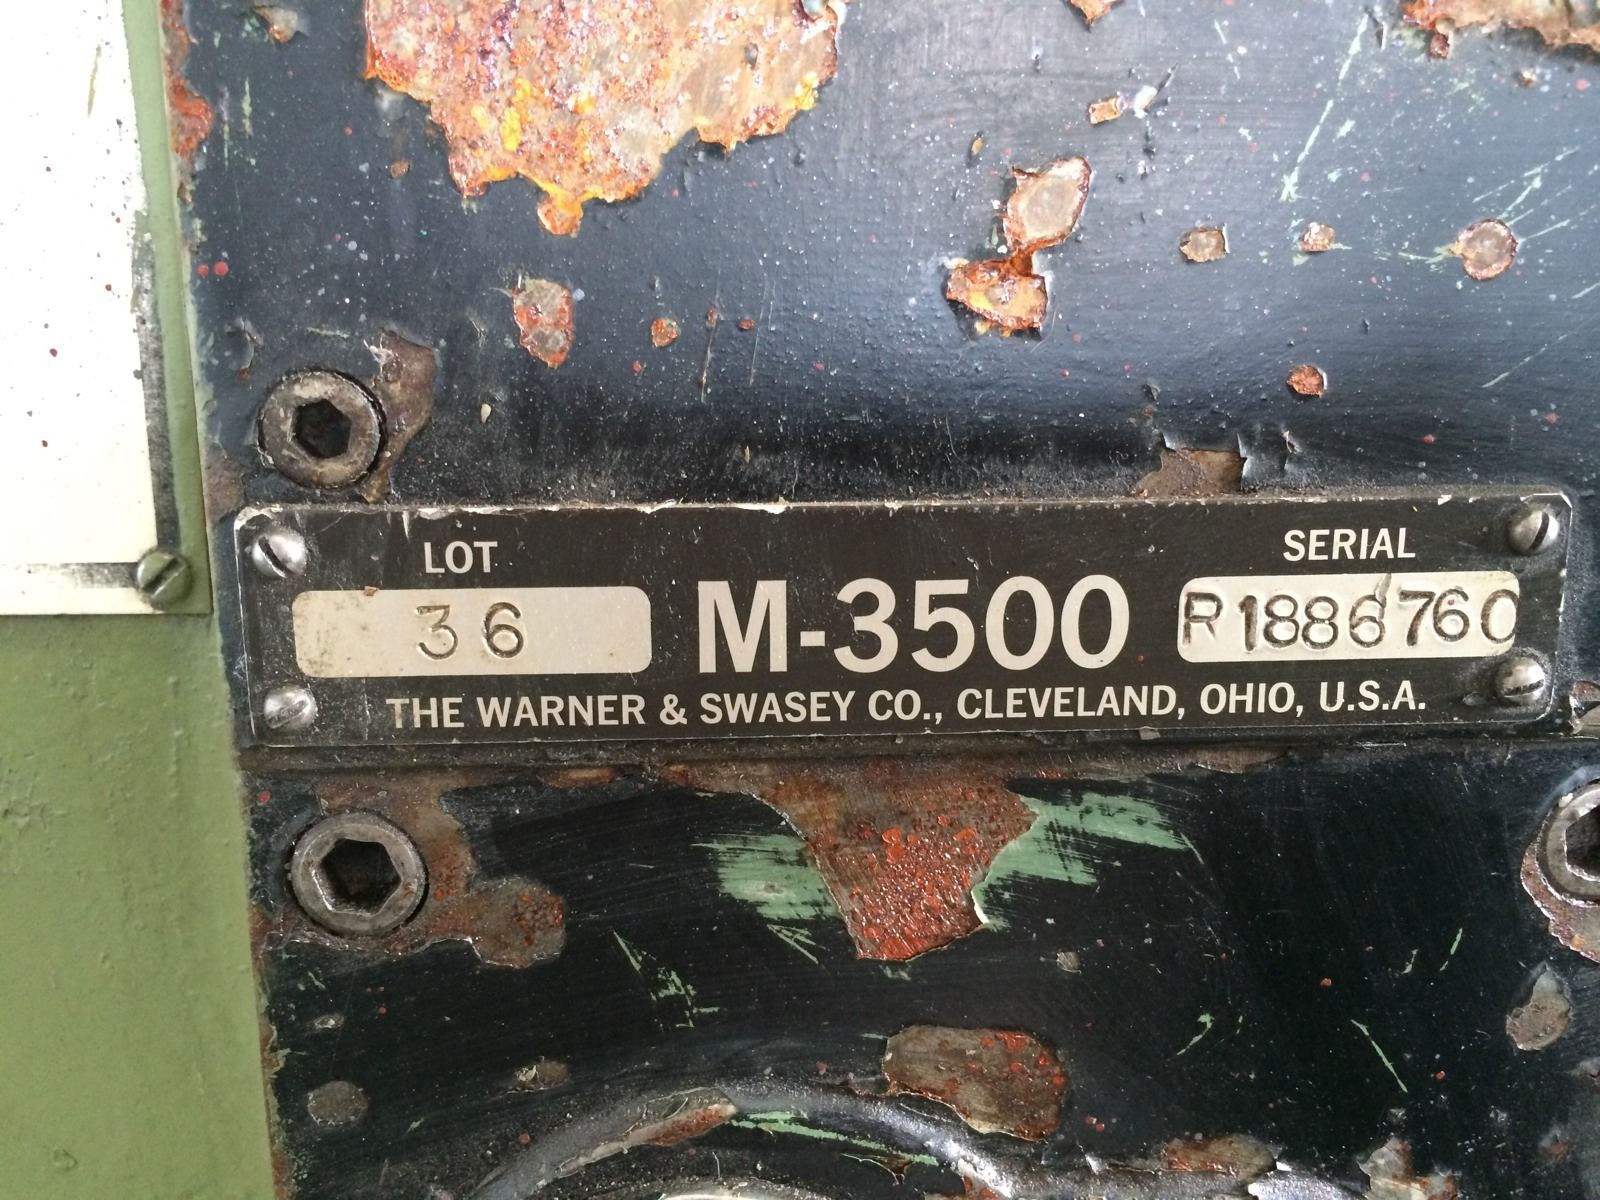 LOT SERIAL
36 M-3500 R1886760
THE WARNER & SWASEY CO., CLEVELAND, OHIO, U.S.A.